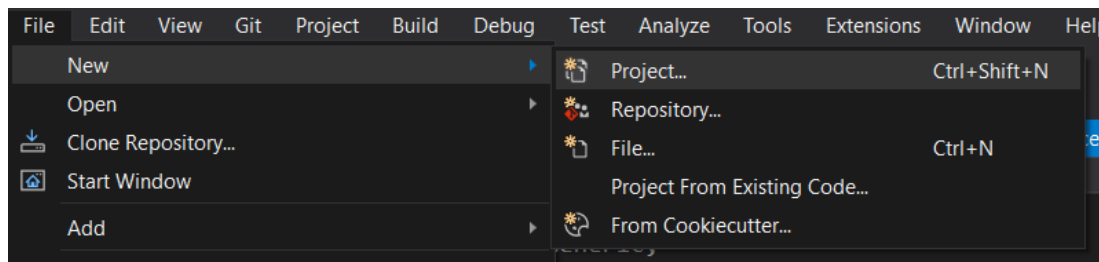 File Edit View Git Project Build Debug Test Analyze Tools Extensions Window
New
Project... Ctrl+Shift+N
Open
Repository...
Clone Repository...
File... Ctrl+N
Start Window
Project From Existing Code...
Add
From Cookiecutter...